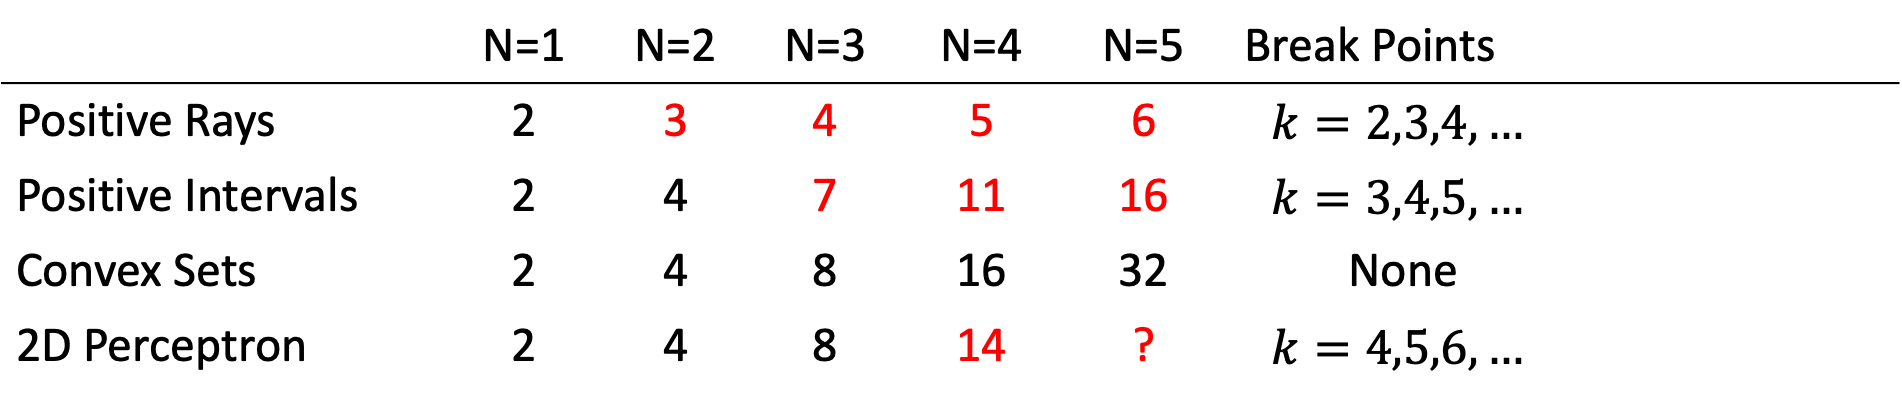 N=1 N=2 N=3 N=4 N=5 Break Points
Positive Rays 2 3 4 5 6 k = 2,3,4, ...
Positive Intervals 2 4 7 11 16 k = 3,4,5, ...
Convex Sets 2 4 8 16 32 None
2D Perceptron 2 4 8 14 ? k = 4,5,6, ...